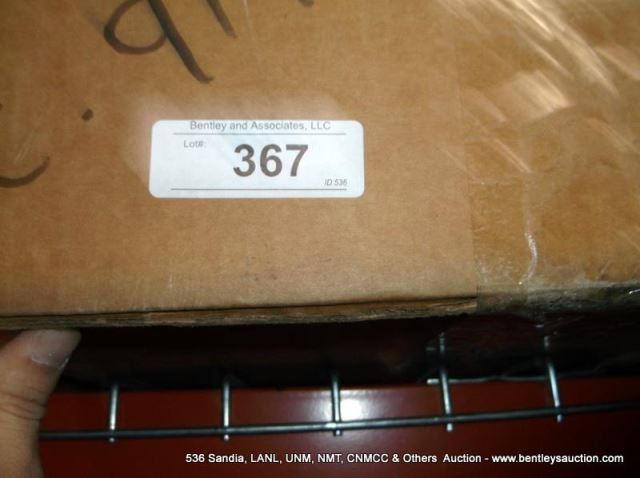 Bentley and Associates, LLC
Lot#:
367
ID:536
536 Sandia, LANL, UNM, NMT, CNMCC & Others Auction - www.bentleysauction.com